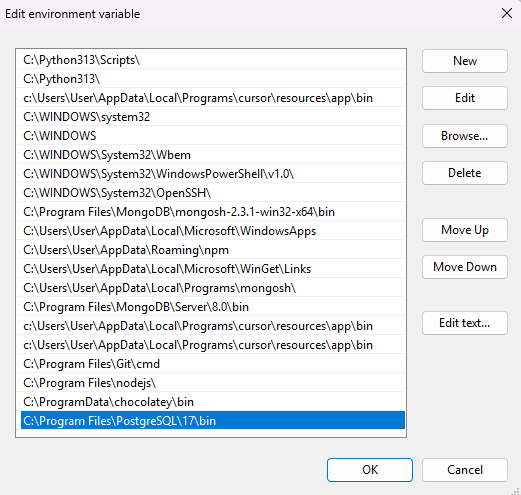 Edit environment variable
C:\Python313\Scripts\
C:\Python313\
c:\Users\User\AppData\Local\Programs\cursor\resources\app\bin
C:\WINDOWS\system32
C:\WINDOWS
C:\WINDOWS\System32\Wbem
C:\WINDOWS\System32\WindowsPowerShell\v1.0\
C:\WINDOWS\System32\OpenSSH\
C:\Program Files\MongoDB\mongosh-2.3.1-win32-x64\bin
C:\Users\User\AppData\Local\Microsoft\WindowsApps
C:\Users\User\AppData\Roaming\npm
C:\Users\User\AppData\Local\Microsoft\WinGet\Links
C:\Users\User\AppData\Local\Programs\mongosh\
C:\Program Files\MongoDB\Server\8.0\bin
c:\Users\User\AppData\Local\Programs\cursor\resources\app\bin
c:\Users\User\AppData\Local\Programs\cursor\resources\app\bin
C:\Program Files\Git\cmd
C:\Program Files\nodejs\
C:\ProgramData\chocolatey\bin
C:\Program Files\PostgreSQL\17\bin
New
Edit
Browse...
Delete
Move Up
Move Down
Edit text...
OK
Cancel